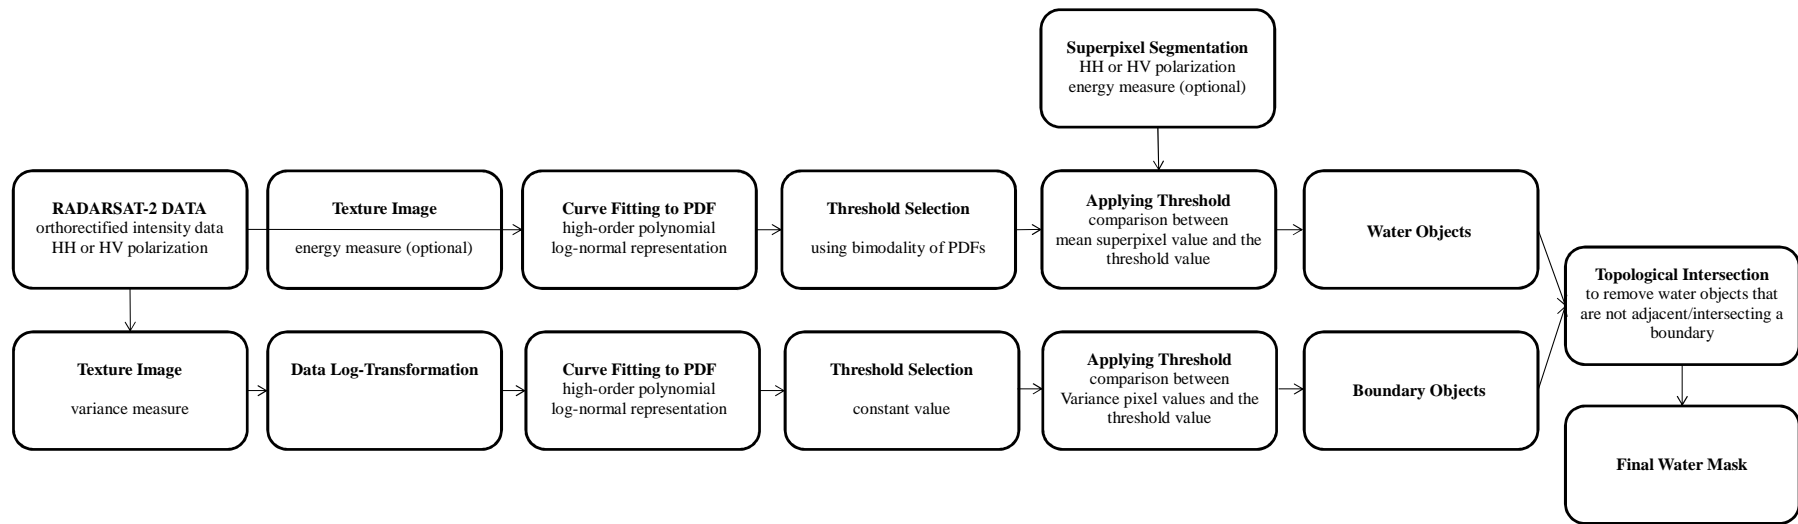 Superpixel Segmentation
HH or HV polarization
energy measure (optional)
RADARSAT-2 DATA
orthorectified intensity data
HH or HV polarization
Texture Image
energy measure (optional)
Curve Fitting to PDF
high-order polynomial
log-normal representation
Threshold Selection
using bimodality of PDFs
Applying Threshold
comparison between
mean superpixel value and the
threshold value
Water Objects
Topological Intersection
to remove water objects that
are not adjacent/intersecting a
boundary
Texture Image
variance measure
Data Log-Transformation
Curve Fitting to PDF
high-order polynomial
log-normal representation
Threshold Selection
constant value
Applying Threshold
comparison between
Variance pixel values and the
threshold value
Boundary Objects
Final Water Mask